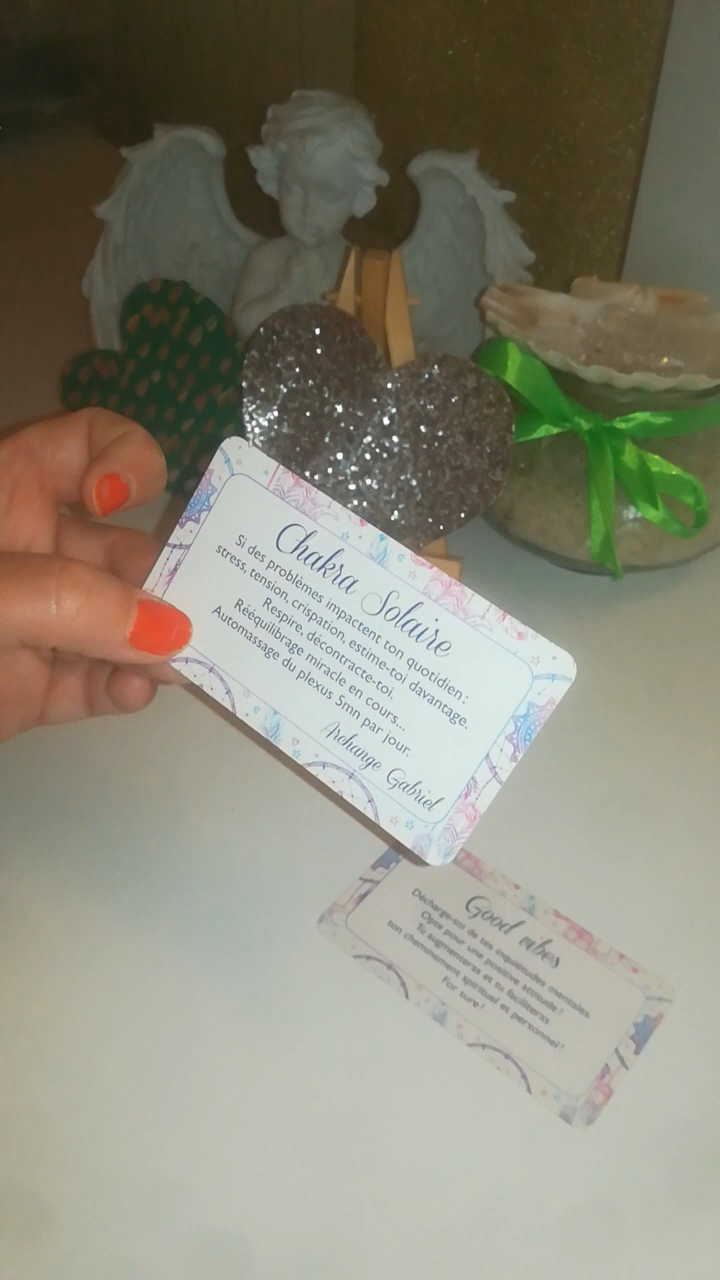 Chakra Solaire
Si des problèmes impactent ton quotidien :
stress, tension, crispation, estime-toi davantage.
Respire, décontracte-toi.
Rééquilibrage miracle en cours...
Automassage du plexus 5mn par jour.
Archange Gabriel
Good vibes
Décharge-toi de tes inquiétudes mentales.
Opte pour une positive attitude !
Tu augmenteras et tu faciliteras
ton cheminement spirituel et personnel !
For sure !